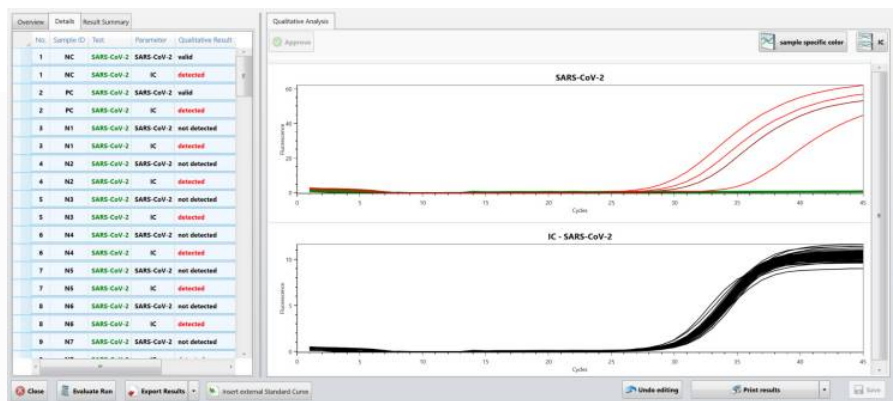 Overview Details Result Summary
No. Sample ID Test Parameter Qualitative Result
1 NC SARS-CoV-2 SARS-CoV-2 valid
1 NC SARS-CoV-2 IC detected
2 PC SARS-CoV-2 SARS-CoV-2 valid
2 PC SARS-CoV-2 IC detected
3 N1 SARS-CoV-2 SARS-CoV-2 not detected
3 N1 SARS-CoV-2 IC detected
4 N2 SARS-CoV-2 SARS-CoV-2 not detected
4 N2 SARS-CoV-2 IC detected
5 N3 SARS-CoV-2 SARS-CoV-2 not detected
5 N3 SARS-CoV-2 IC detected
6 N4 SARS-CoV-2 SARS-CoV-2 not detected
6 N4 SARS-CoV-2 IC detected
7 N5 SARS-CoV-2 SARS-CoV-2 not detected
7 N5 SARS-CoV-2 IC detected
8 N6 SARS-CoV-2 SARS-CoV-2 not detected
8 N6 SARS-CoV-2 IC detected
9 N7 SARS-CoV-2 SARS-CoV-2 not detected
Qualitative Analysis
Approve sample specific color IC
SARS-CoV-2
60
40
20
0
Fluorescence
0 5 10 15 20 25 30 35 40 45
Cycles
IC - SARS-CoV-2
10
5
0
Fluorescence
0 5 10 15 20 25 30 35 40 45
Cycles
Close Evaluate Run Export Results Insert external Standard Curve Undo editing Print results Save